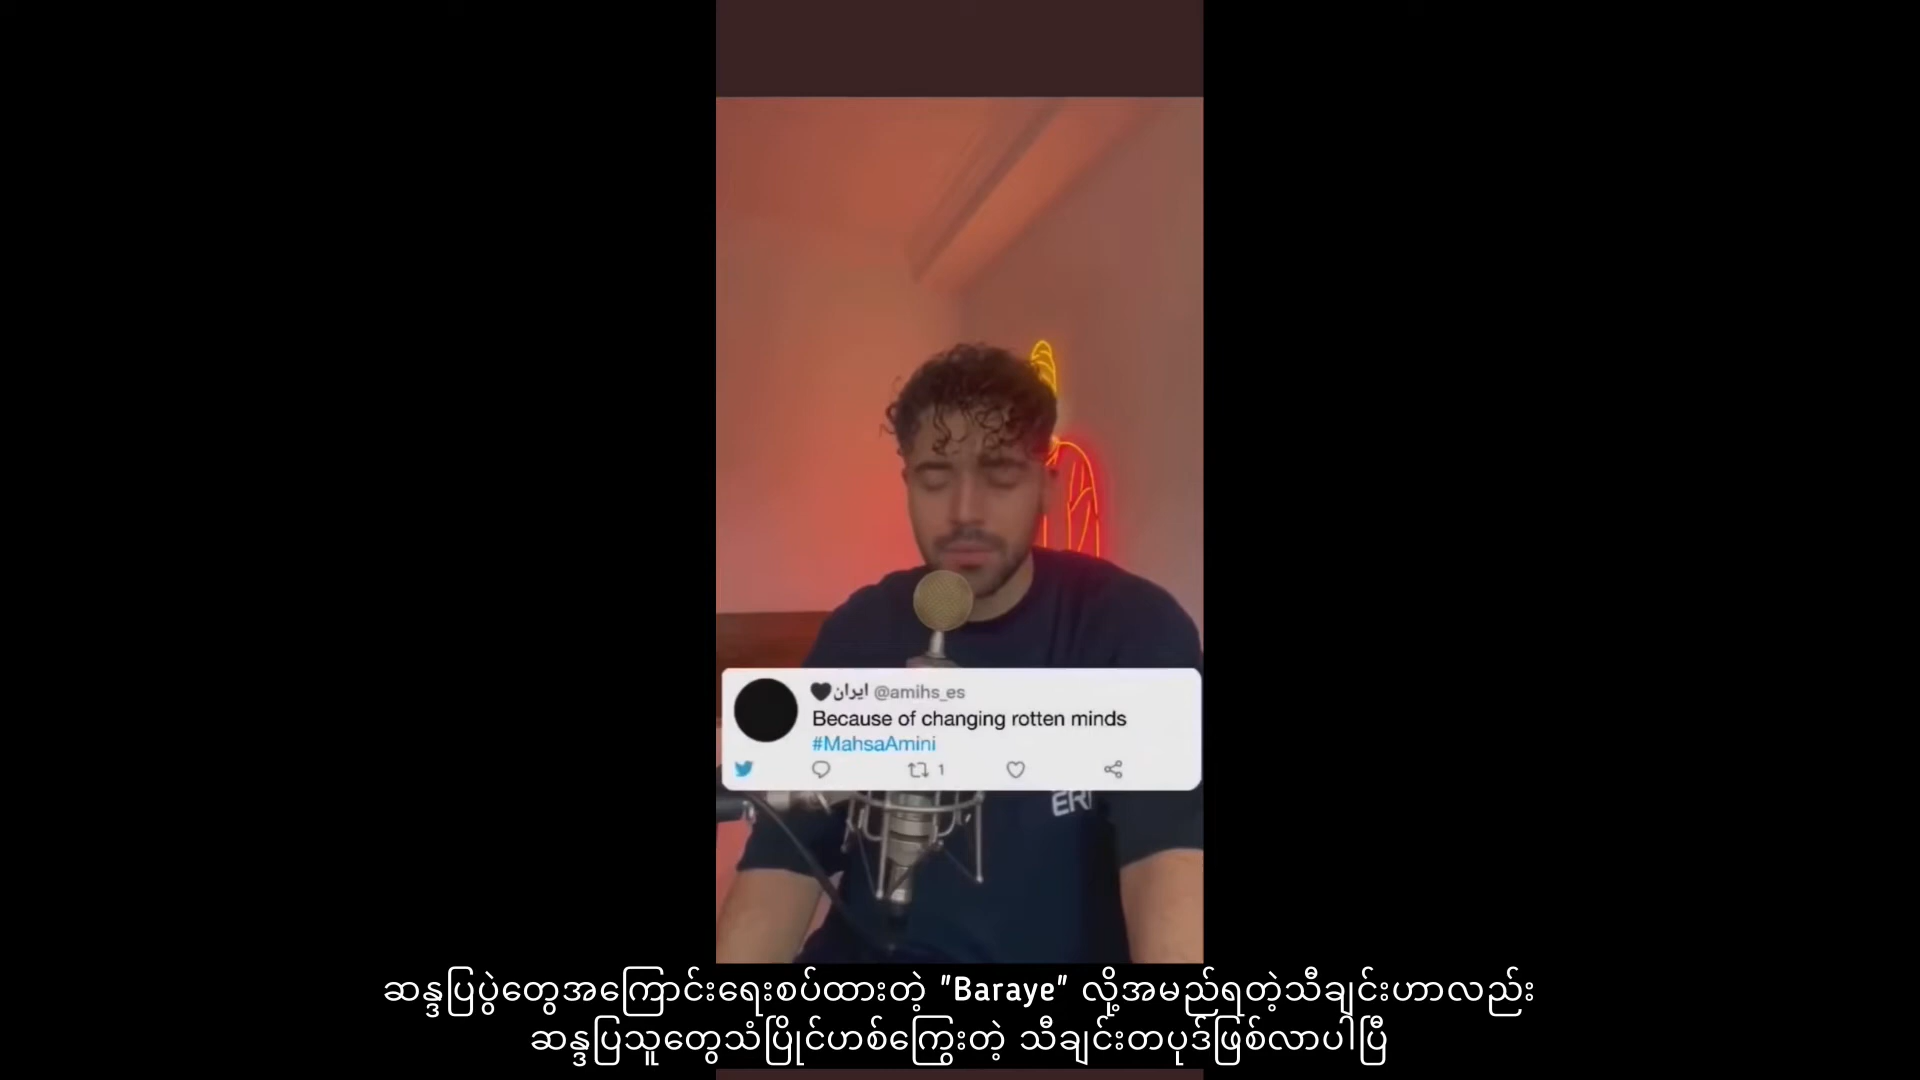 🖤ایران @amihs_es
Because of changing rotten minds
#MahsaAmini
1
ERI
ဆန္ဒပြပွဲတွေအကြောင်းရေးစပ်ထားတဲ့ "Baraye" လို့အမည်ရတဲ့သီချင်းဟာလည်း
ဆန္ဒပြသူတွေသံပြိုင်ဟစ်ကြွေးတဲ့ သီချင်းတပုဒ်ဖြစ်လာပါပြီ